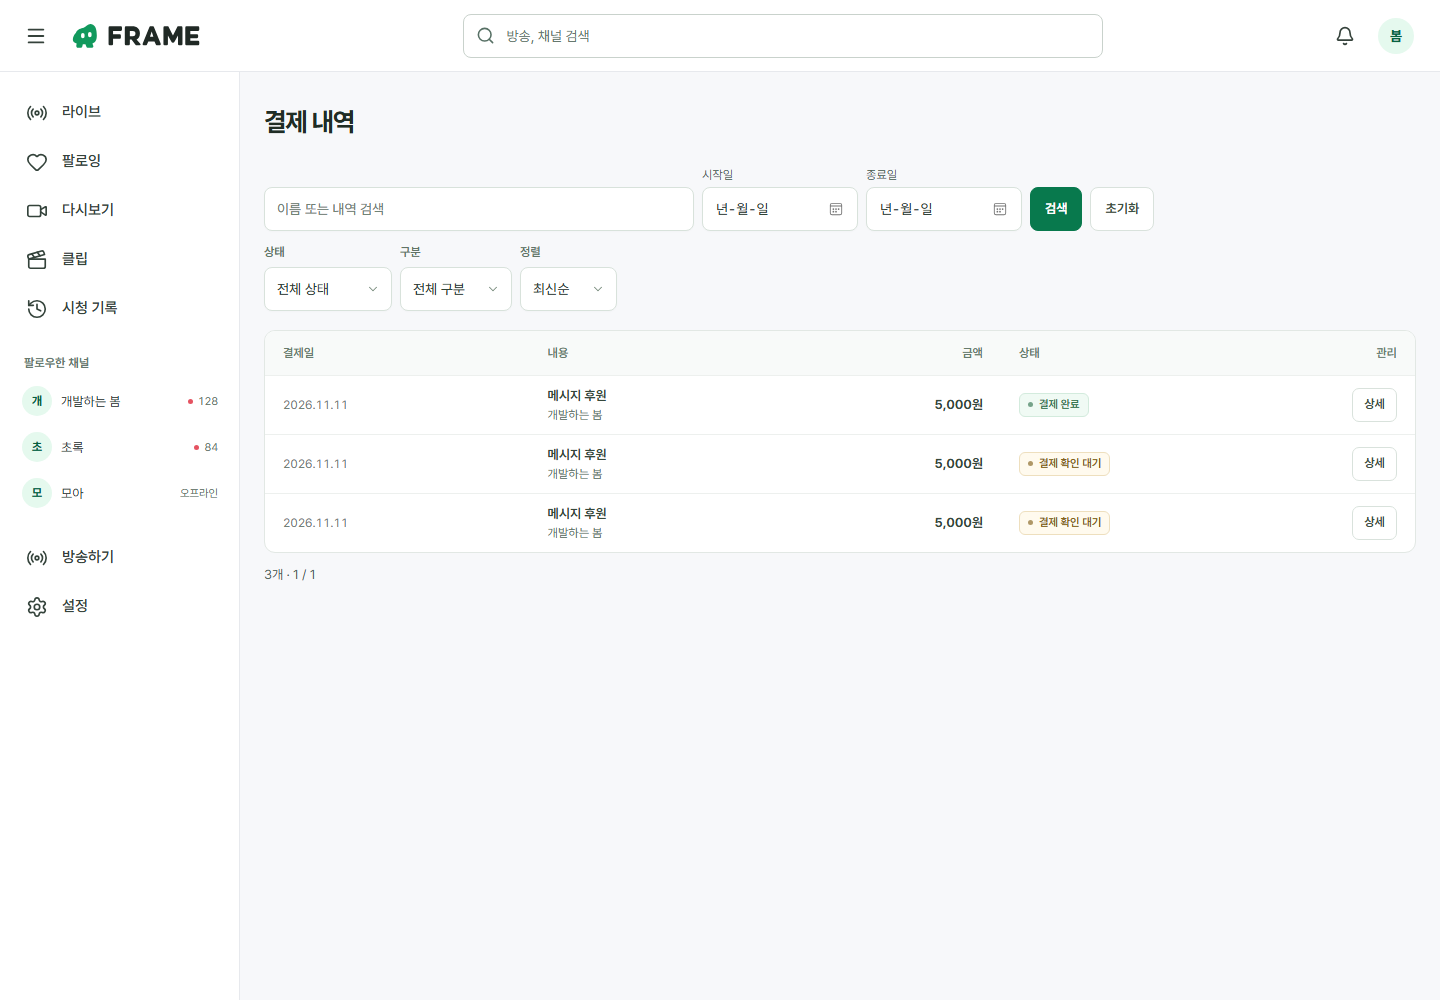 FRAME
방송, 채널 검색
봄
라이브
팔로잉
다시보기
클립
시청 기록
팔로우한 채널
개 개발하는 봄 128
초 초록 84
모 모아 오프라인
방송하기
설정
결제 내역
시작일 종료일
이름 또는 내역 검색 년-월-일 년-월-일 검색 초기화
상태 구분 정렬
전체 상태 전체 구분 최신순
결제일 내용 금액 상태 관리
2026.11.11 메시지 후원 개발하는 봄 5,000원 결제 완료 상세
2026.11.11 메시지 후원 개발하는 봄 5,000원 결제 확인 대기 상세
2026.11.11 메시지 후원 개발하는 봄 5,000원 결제 확인 대기 상세
3개 · 1 / 1